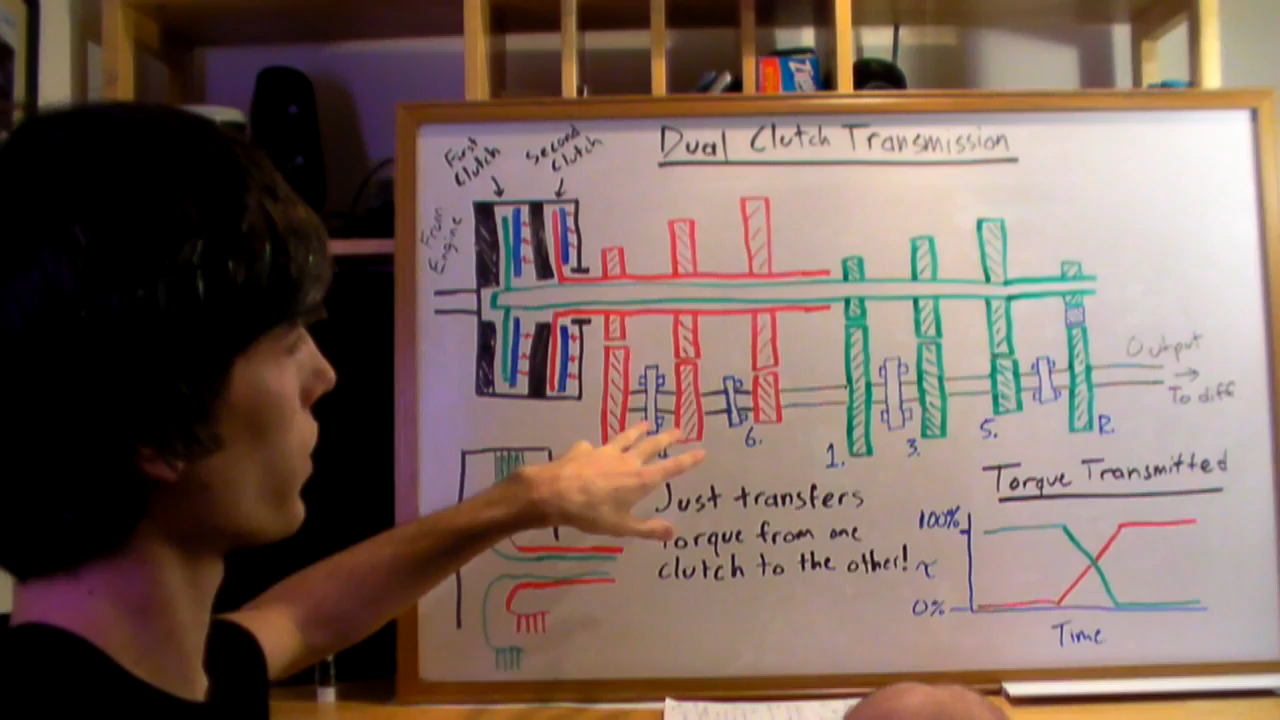 Dual Clutch Transmission
First
Clutch
Second
Clutch
From
Engine
Output
To diff
6.
1.
3.
5.
R
Just transfers
torque from one
clutch to the other!
Torque Transmitted
100%
τ
0%
Time